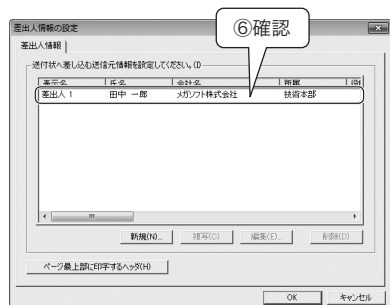 差出人情報の設定
⑥確認
差出人情報
送付状へ差し込む送信元情報を設定してください。(I)
表示名 氏名 会社名 所属 役
差出人 1 田中 一郎 メガソフト株式会社 技術本部
新規(N)... 複写(C) 編集(E)... 削除(D)
ページ最上部に印字するヘッダ(H)
OK キャンセル